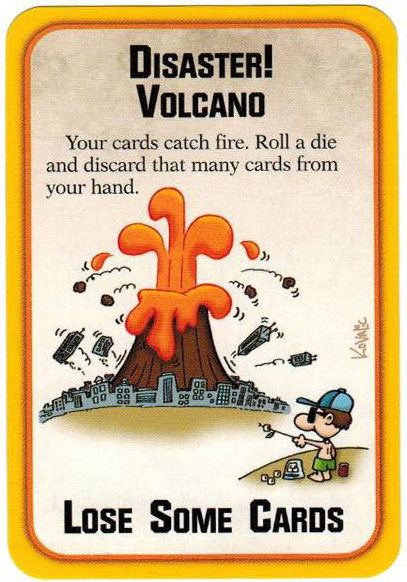 DISASTER!
VOLCANO
Your cards catch fire. Roll a die
and discard that many cards from
your hand.
KOVALIC
LOSE SOME CARDS